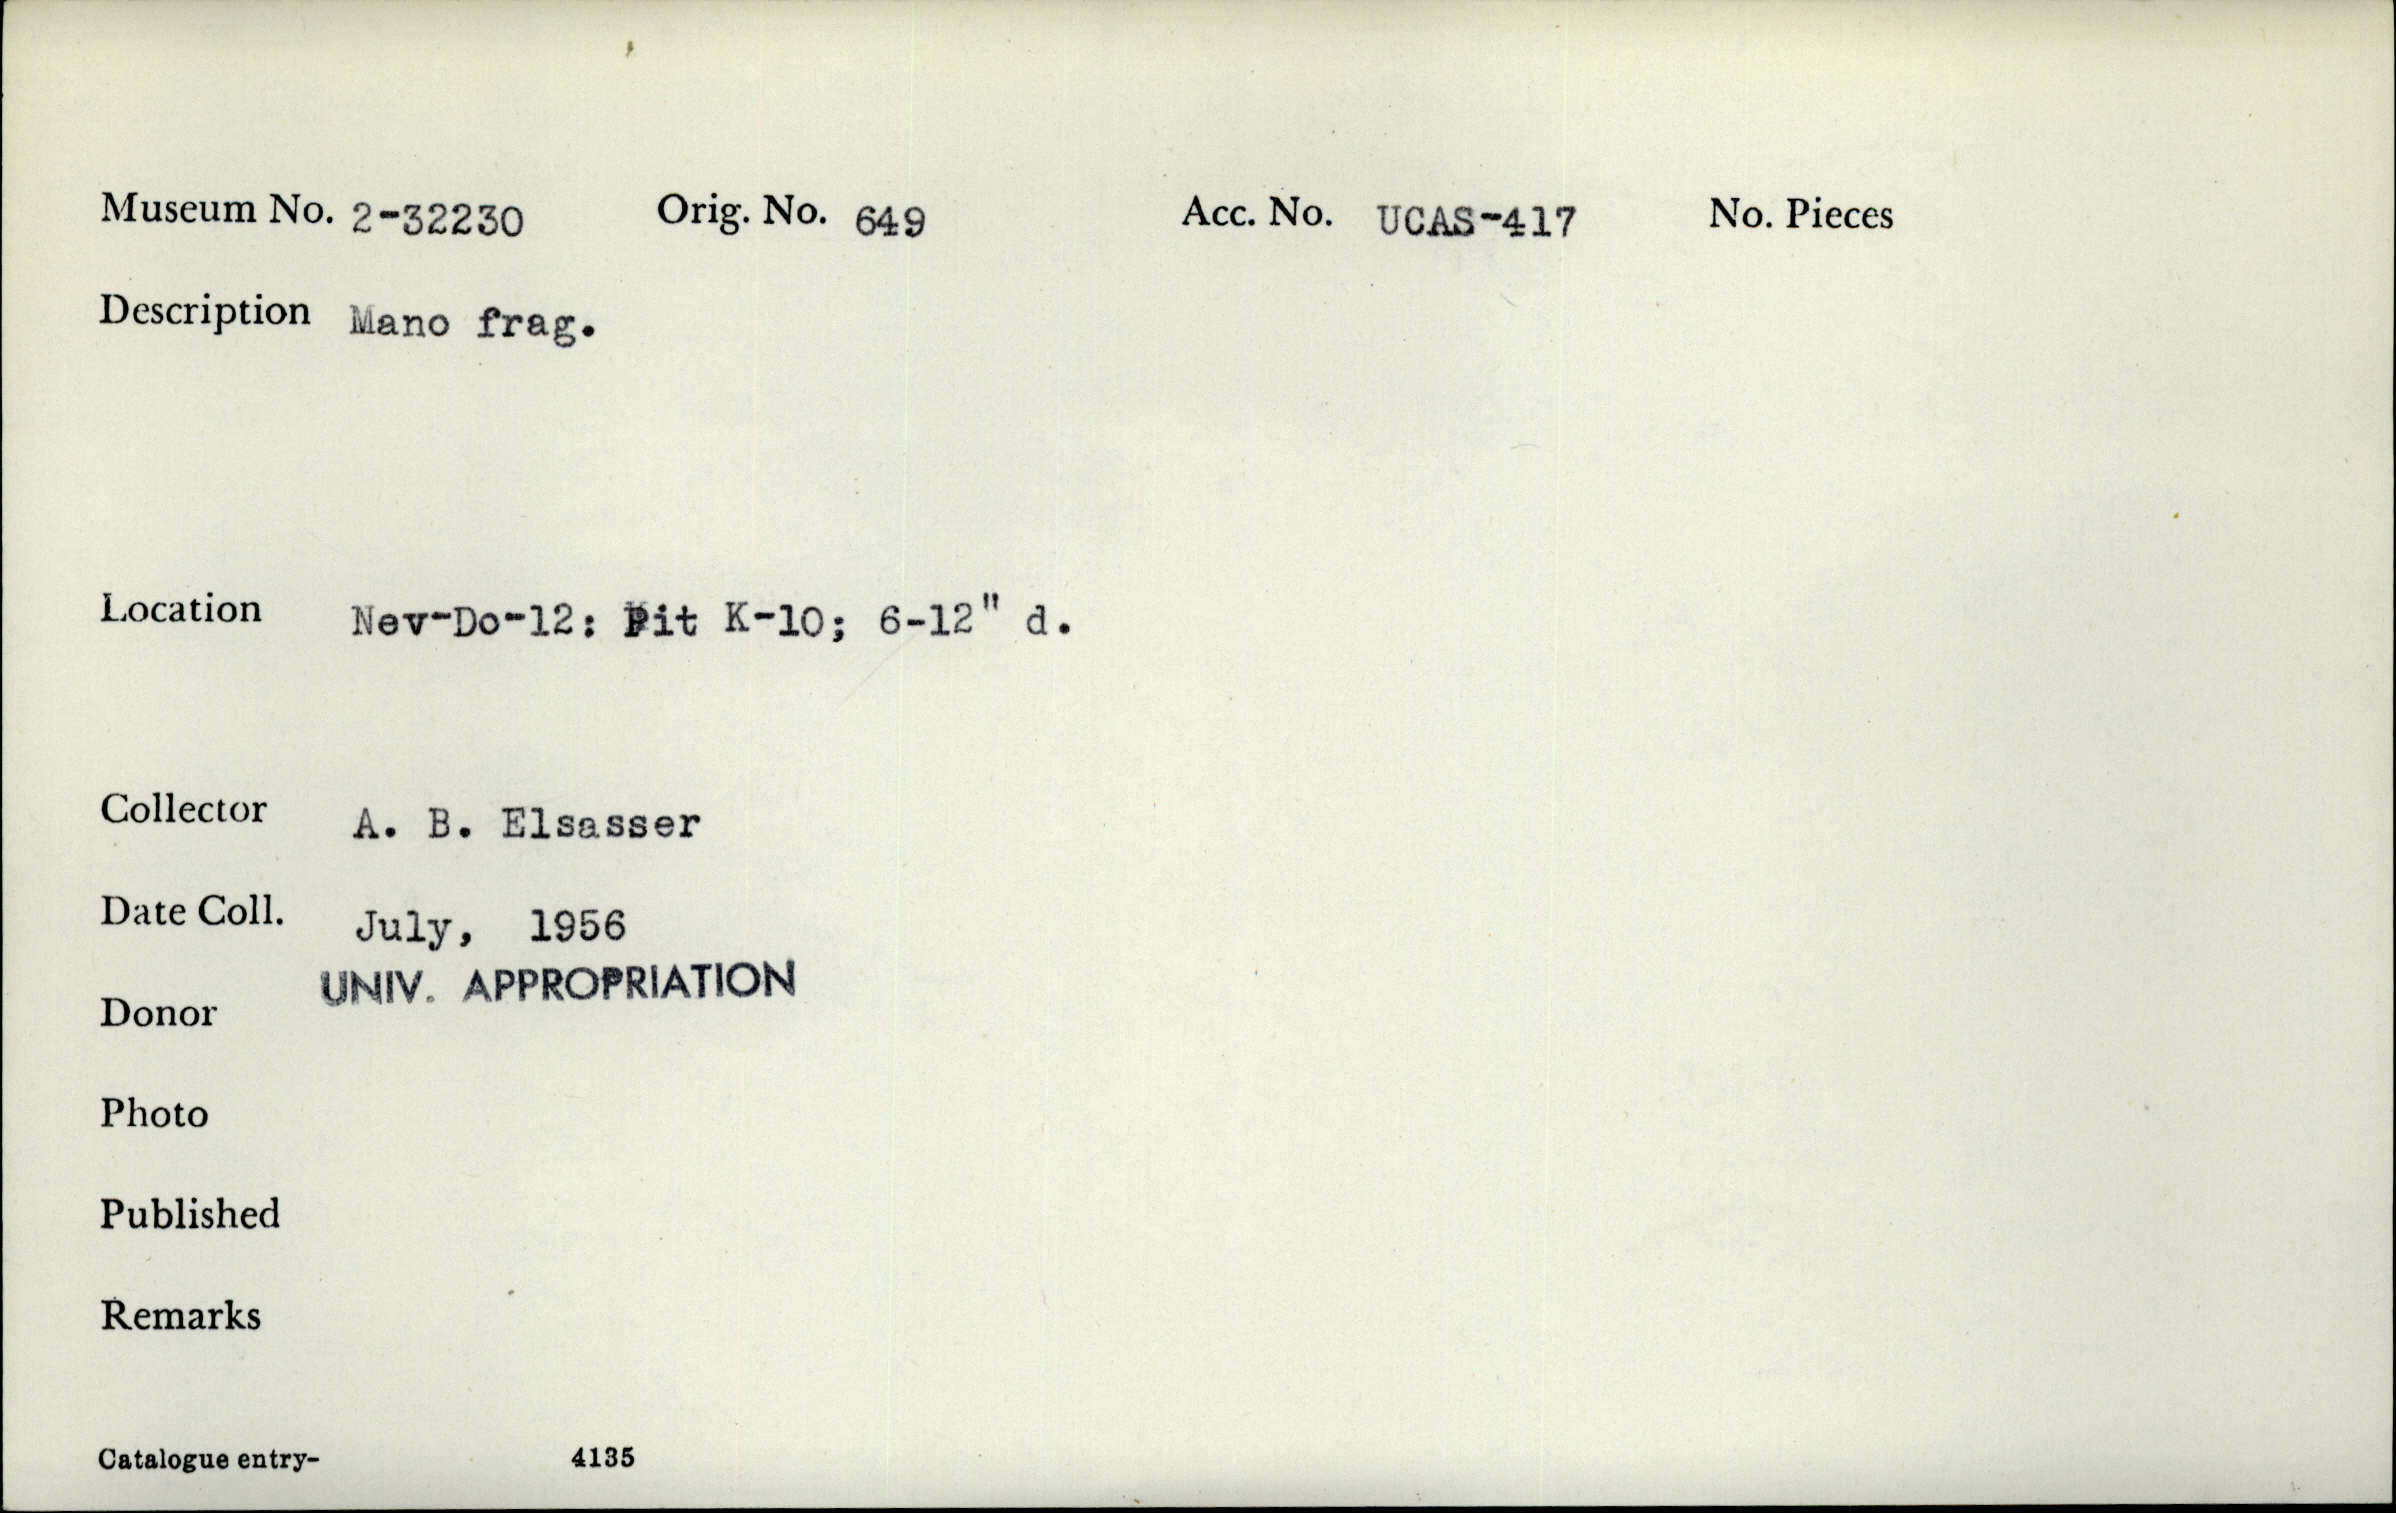 Museum No. 2-32230 Orig. No. 649 Acc. No. UCAS-417 No. Pieces
Description Mano frag.
Location Nev-Do-12: Pit K-10; 6-12" d.
Collector A. B. Elsasser
Date Coll. July, 1956
UNIV. APPROPRIATION
Donor
Photo
Published
Remarks
Catalogue entry- 4135